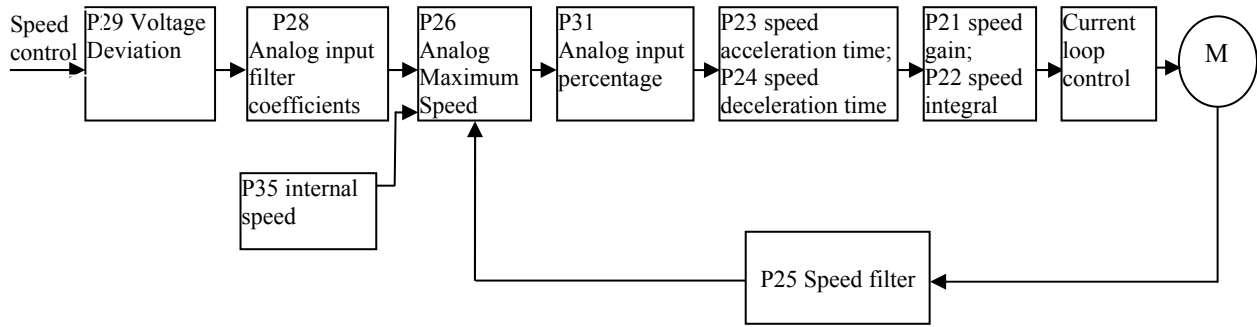 Speed
control
P29 Voltage
Deviation
P28
Analog input
filter
coefficients
P26
Analog
Maximum
Speed
P31
Analog input
percentage
P23 speed
acceleration time;
P24 speed
deceleration time
P21 speed
gain;
P22 speed
integral
Current
loop
control
M
P35 internal
speed
P25 Speed filter